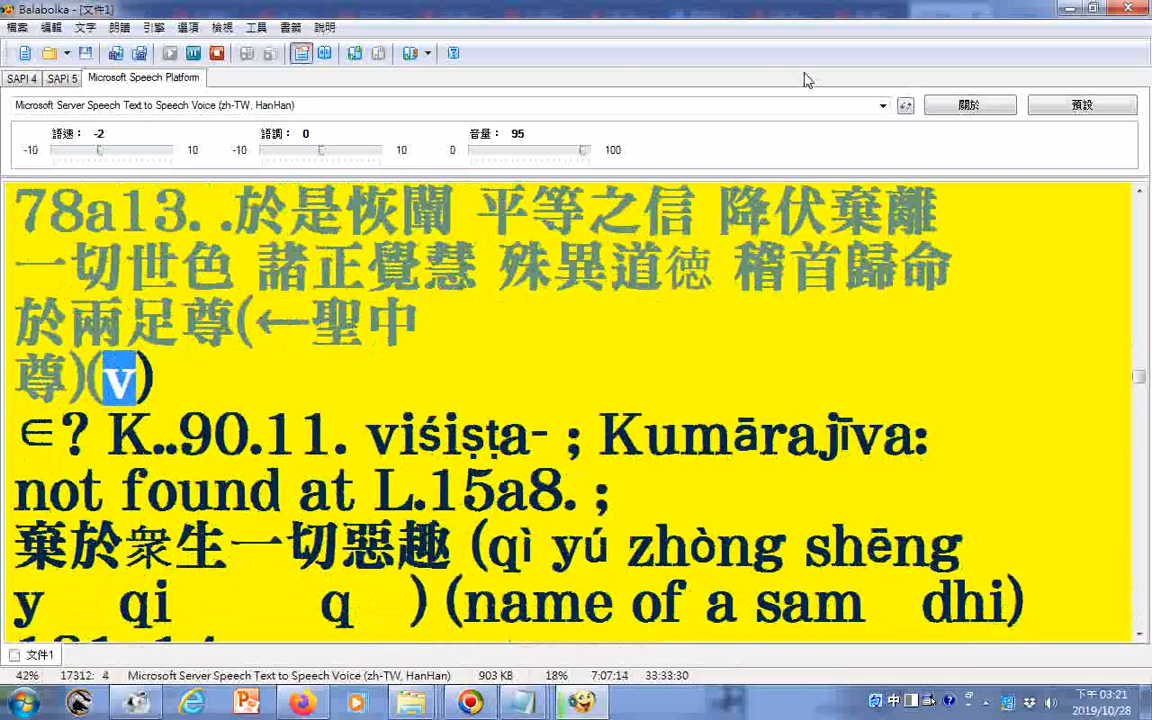 Balabolka - [文件1]
檔案 編輯 文字 朗讀 引擎 選項 檢視 工具 書籤 說明
SAPI 4 SAPI 5 Microsoft Speech Platform
Microsoft Server Speech Text to Speech Voice (zh-TW, HanHan) 關於 預設
語速： -2 語調： 0 音量： 95
-10 10 -10 10 0 100
78a13. .於是恢闡 平等之信 降伏棄離
一切世色 諸正覺慧 殊異道徳 稽首歸命
於兩足尊(←聖中
尊)(v)
∈? K..90.11. viśiṣṭa- ; Kumārajīva:
not found at L.15a8. ;
棄於衆生一切惡趣 (qì yú zhòng shēng
y qi q ) (name of a sam dhi)
文件1
42% 17312: 4 Microsoft Server Speech Text to Speech Voice (zh-TW, HanHan) 903 KB 18% 7:07:14 33:33:30
中 下午 03:21
2019/10/28